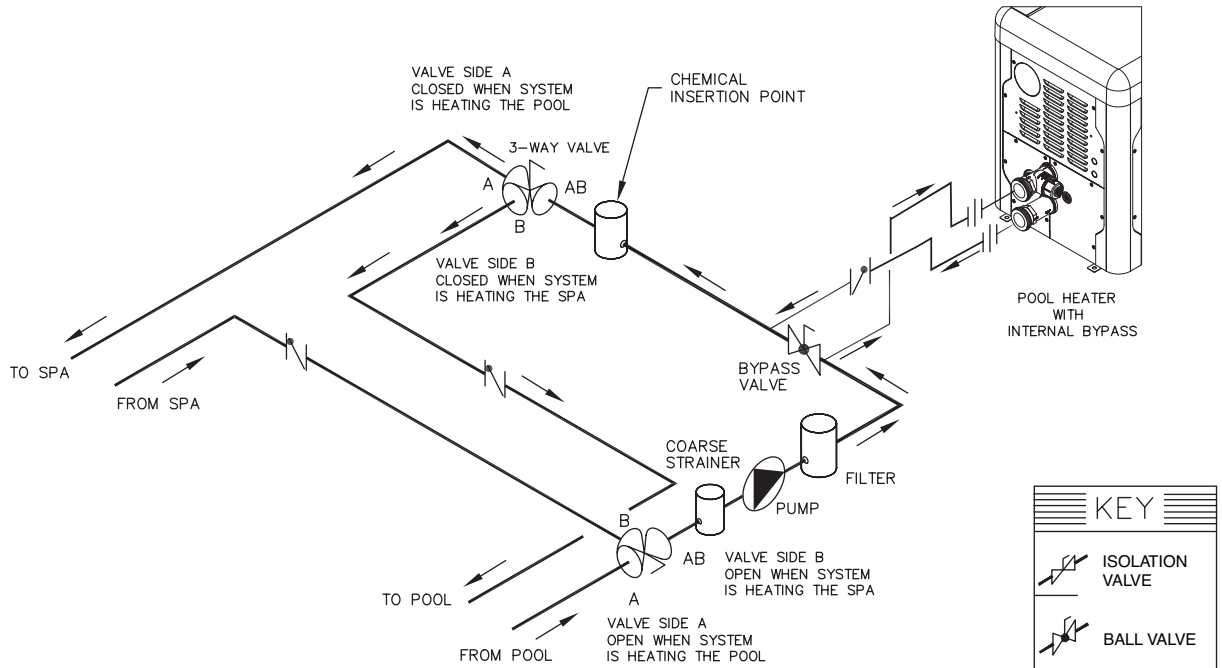 VALVE SIDE A
CLOSED WHEN SYSTEM
IS HEATING THE POOL
CHEMICAL
INSERTION POINT
3-WAY VALVE
A
AB
B
VALVE SIDE B
CLOSED WHEN SYSTEM
IS HEATING THE SPA
POOL HEATER
WITH
INTERNAL BYPASS
TO SPA
FROM SPA
BYPASS
VALVE
COARSE
STRAINER
FILTER
PUMP
B
AB
A
VALVE SIDE B
OPEN WHEN SYSTEM
IS HEATING THE SPA
TO POOL
FROM POOL
VALVE SIDE A
OPEN WHEN SYSTEM
IS HEATING THE POOL
KEY
ISOLATION
VALVE
BALL VALVE